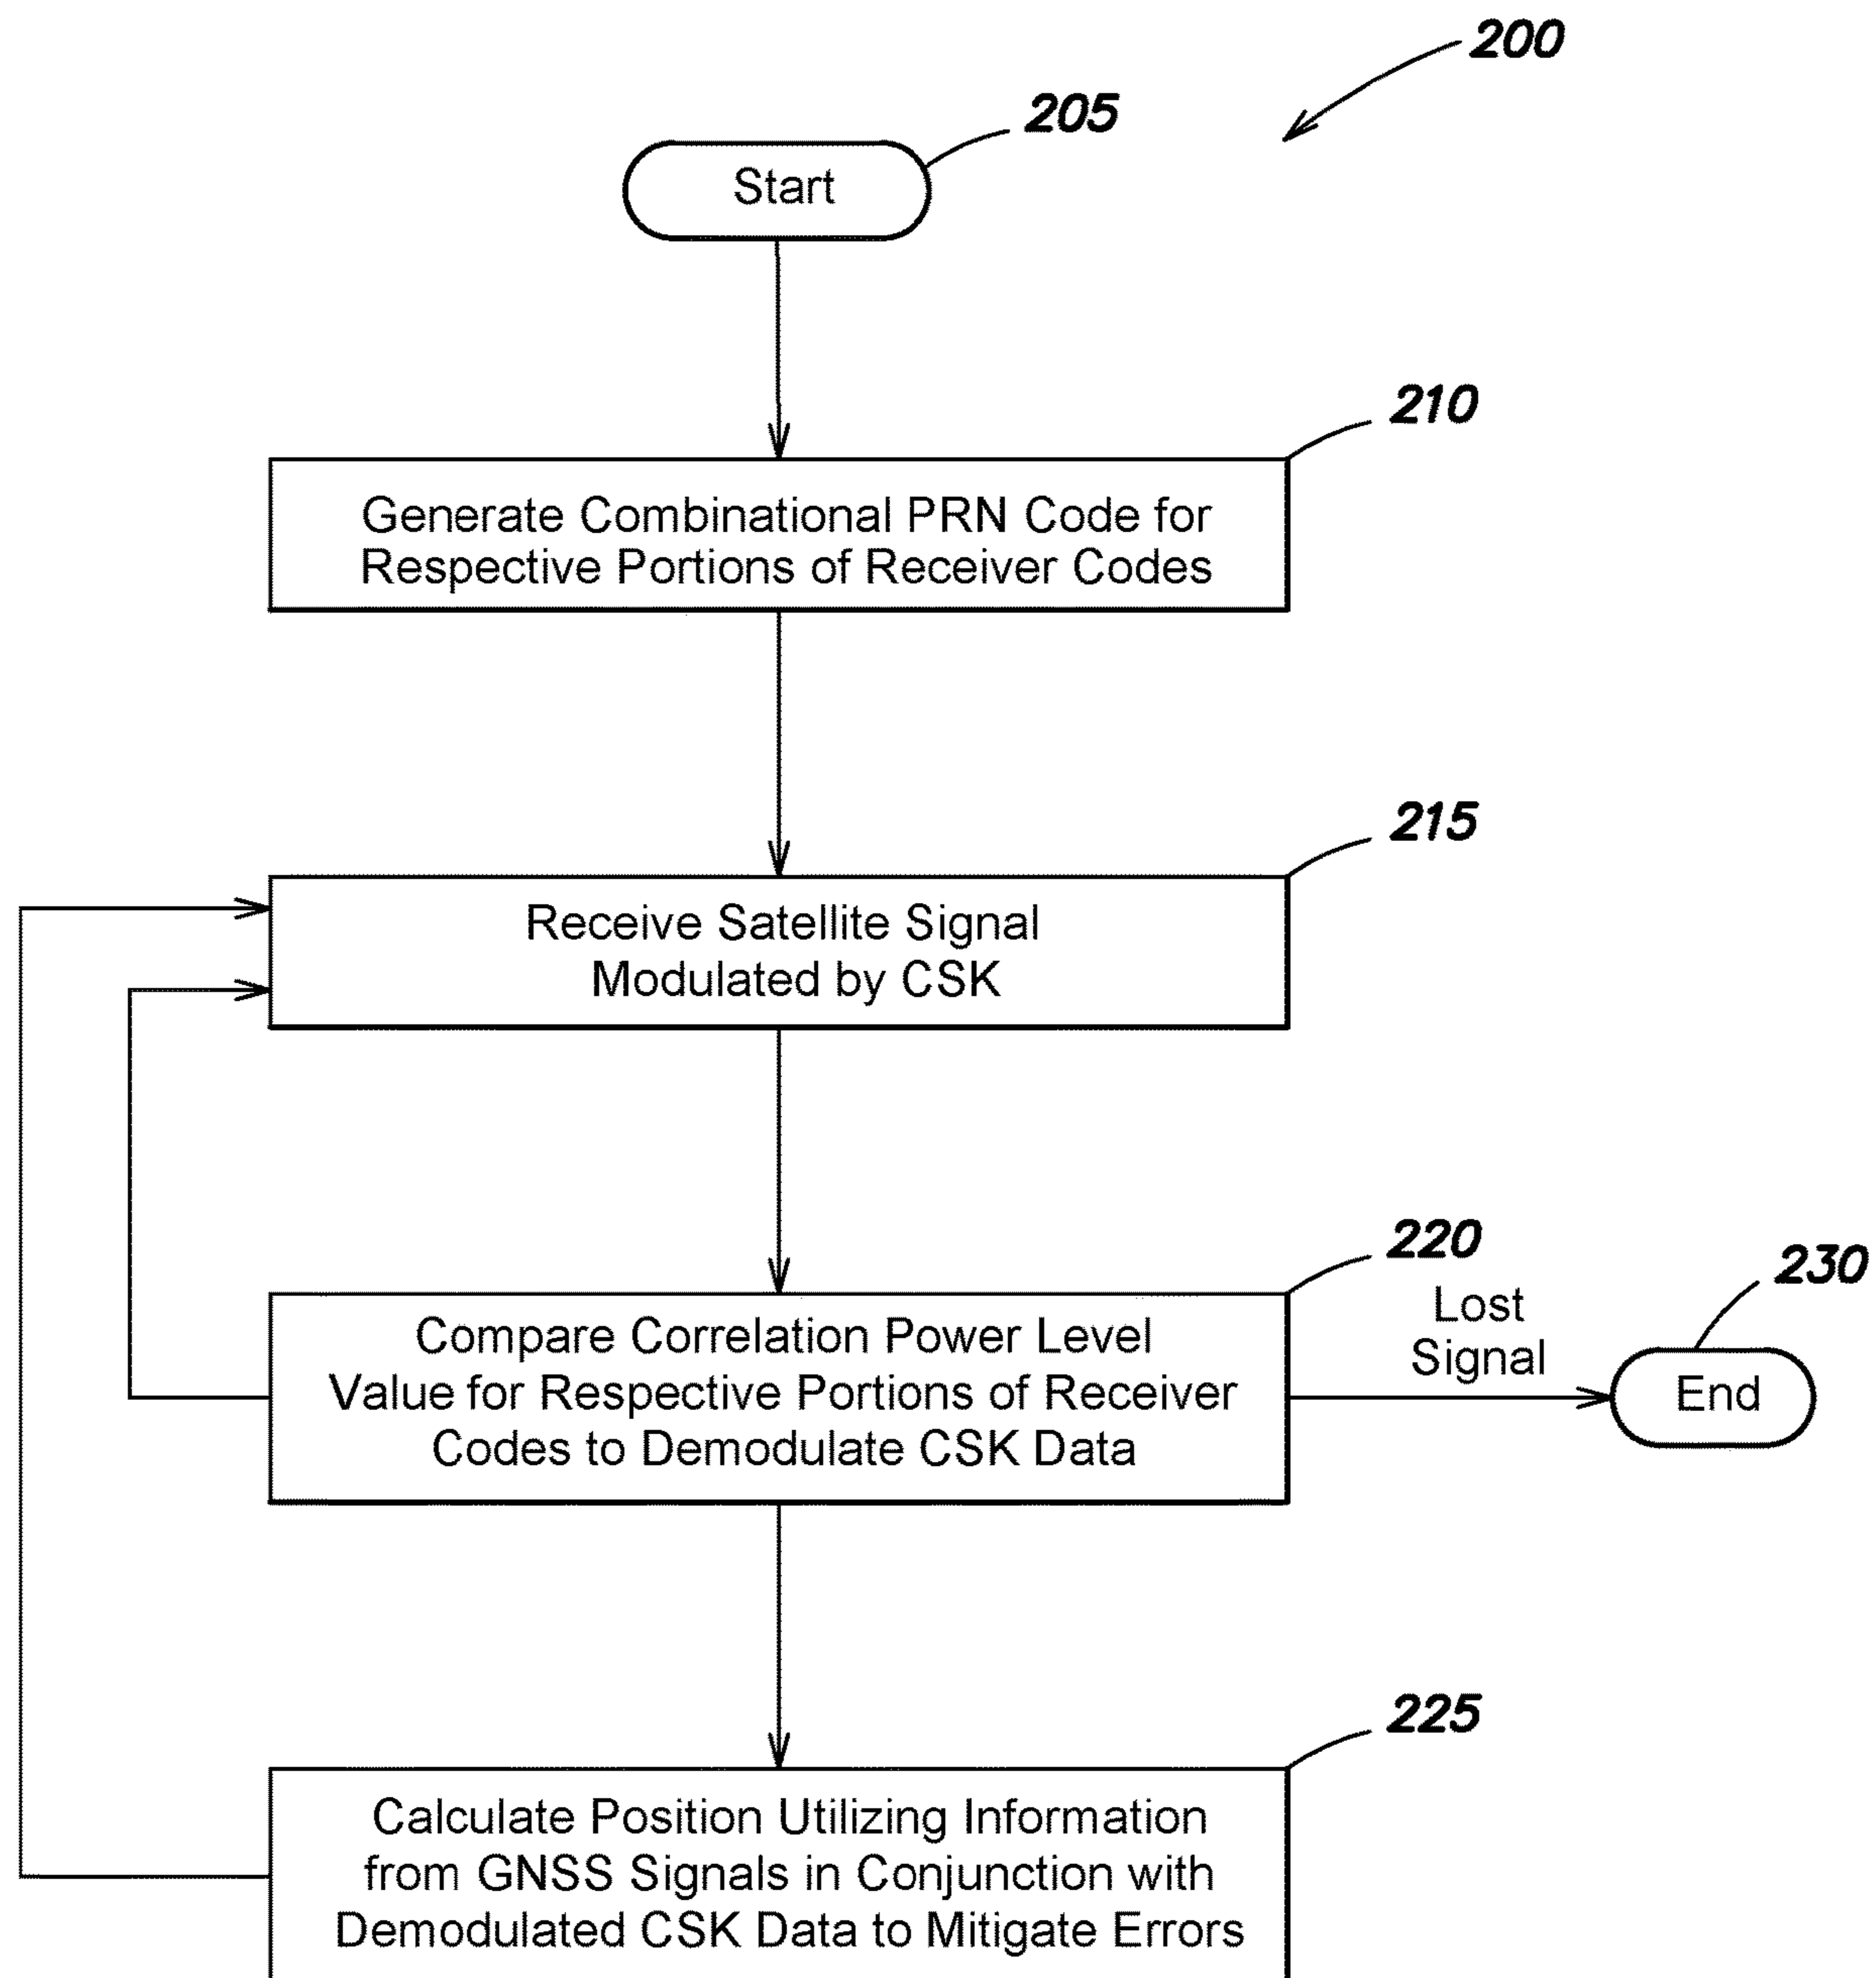 200
205
Start
210
Generate Combinational PRN Code for
Respective Portions of Receiver Codes
215
Receive Satellite Signal
Modulated by CSK
220
230
Lost
Signal
Compare Correlation Power Level
Value for Respective Portions of Receiver
Codes to Demodulate CSK Data
End
225
Calculate Position Utilizing Information
from GNSS Signals in Conjunction with
Demodulated CSK Data to Mitigate Errors